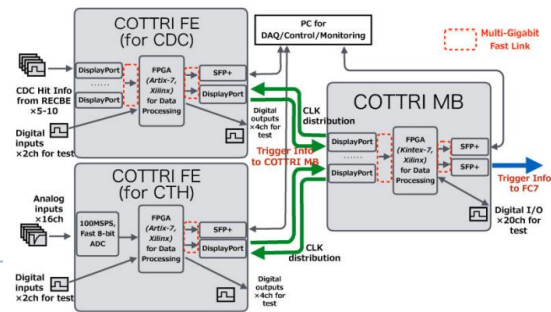 COTTRI FE
(for CDC)
DisplayPort
......
DisplayPort
FPGA
(Artix-7,
Xilinx)
for Data
Processing
SFP+
DisplayPort
CDC Hit Info
from RECBE
×5-10
Digital
inputs
×2ch for test
Digital
outputs
×4ch for
test
PC for
DAQ/Control/Monitoring
Multi-Gigabit
Fast Link
CLK
distribution
Trigger Info
to COTTRI MB
COTTRI MB
DisplayPort
......
DisplayPort
FPGA
(Kintex-7,
Xilinx)
for Data
Processing
SFP+
SFP+
Trigger Info
to FC7
Digital I/O
×20ch for
test
COTTRI FE
(for CTH)
Analog
inputs
×16ch
100MSPS,
Fast 8-bit
ADC
FPGA
(Artix-7,
Xilinx)
for Data
Processing
SFP+
DisplayPort
CLK
distribution
Digital
inputs
×2ch for test
Digital
outputs
×4ch for
test